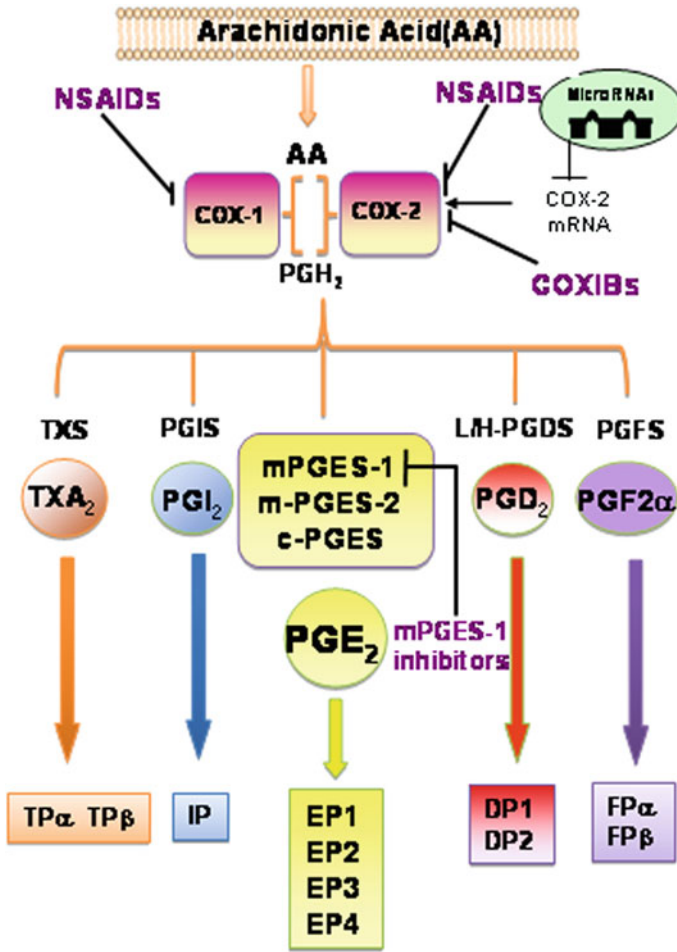 Arachidonic Acid(AA)
NSAIDs
NSAIDs
MicroRNAs
AA
COX-1
COX-2
COX-2
mRNA
PGH₂
COXIBs
TXS
PGIS
L/H-PGDS
PGFS
mPGES-1
m-PGES-2
c-PGES
TXA₂
PGI₂
PGD₂
PGF2α
PGE₂
mPGES-1
inhibitors
TPα TPβ
IP
EP1
EP2
EP3
EP4
DP1
DP2
FPα
FPβ